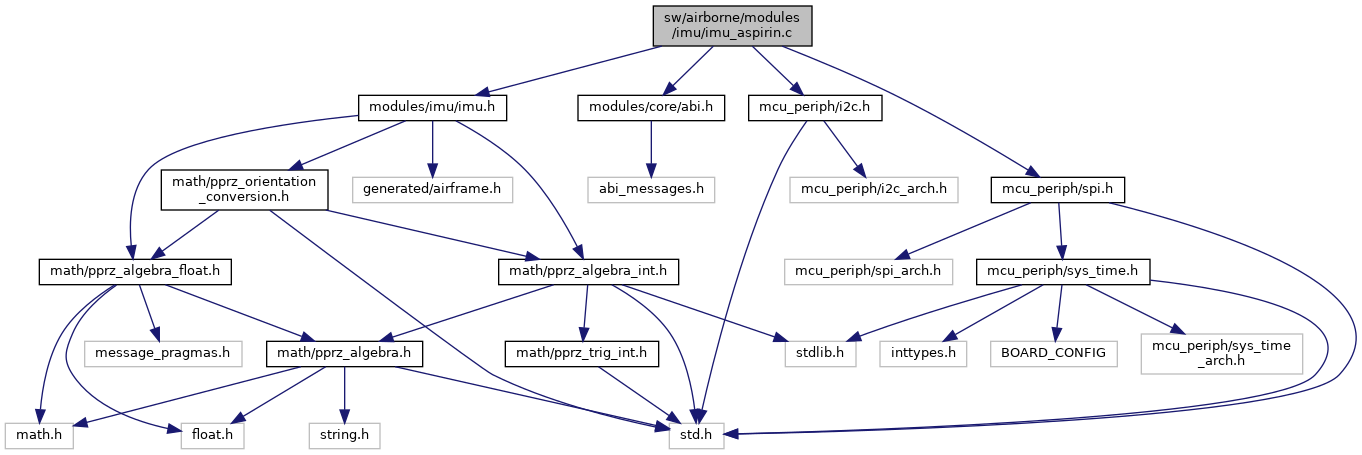 sw/airborne/modules
/imu/imu_aspirin.c
modules/imu/imu.h
modules/core/abi.h
mcu_periph/i2c.h
math/pprz_orientation
_conversion.h
generated/airframe.h
abi_messages.h
mcu_periph/i2c_arch.h
mcu_periph/spi.h
math/pprz_algebra_float.h
math/pprz_algebra_int.h
mcu_periph/spi_arch.h
mcu_periph/sys_time.h
message_pragmas.h
math/pprz_algebra.h
math/pprz_trig_int.h
stdlib.h
inttypes.h
BOARD_CONFIG
mcu_periph/sys_time
_arch.h
math.h
float.h
string.h
std.h